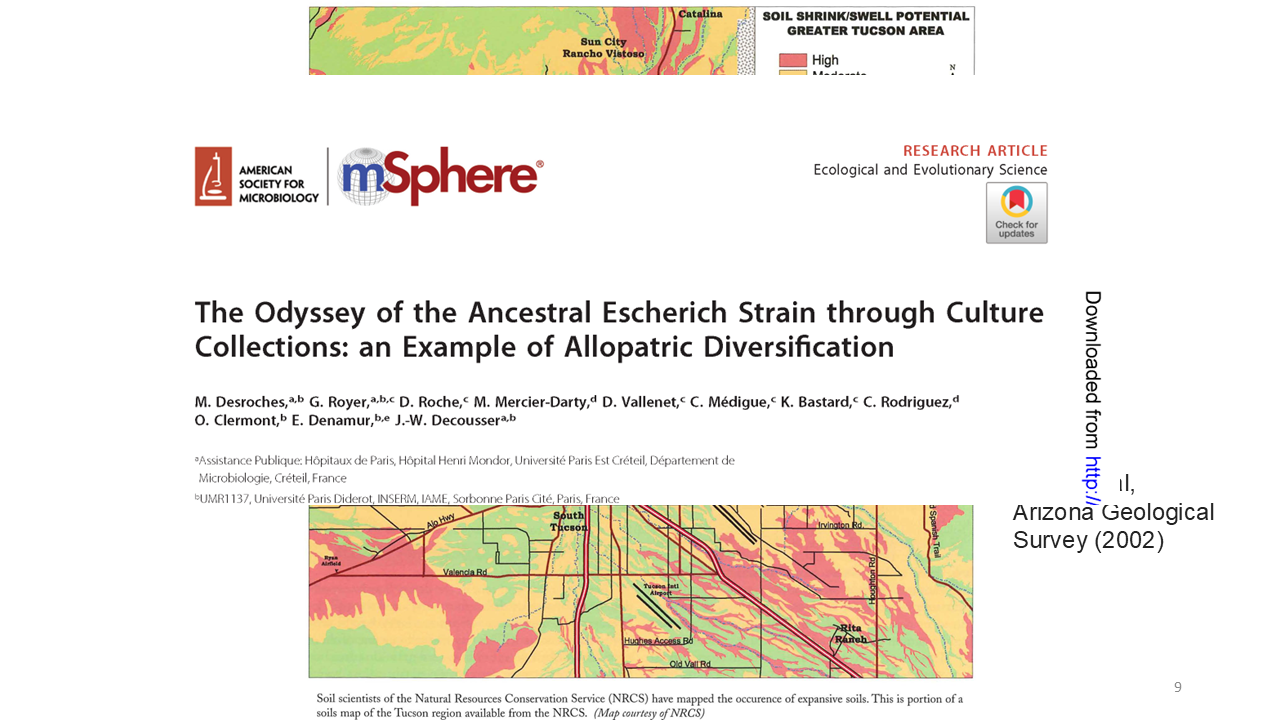 Catalina
Sun City
Rancho Vistoso
SOIL SHRINK/SWELL POTENTIAL
GREATER TUCSON AREA
High
Moderate
N
AMERICAN
SOCIETY FOR
MICROBIOLOGY
mSphere®
RESEARCH ARTICLE
Ecological and Evolutionary Science
Check for
updates
The Odyssey of the Ancestral Escherich Strain through Culture
Collections: an Example of Allopatric Diversification
M. Desroches,a,b G. Royer,a,b,c D. Roche,c M. Mercier-Darty,d D. Vallenet,c C. Médigue,c K. Bastard,c C. Rodriguez,d
O. Clermont,b E. Denamur,b,e J.-W. Decoussera,b
aAssistance Publique: Hôpitaux de Paris, Hôpital Henri Mondor, Université Paris Est Créteil, Département de
Microbiologie, Créteil, France
bUMR1137, Université Paris Diderot, INSERM, IAME, Sorbonne Paris Cité, Paris, France
Downloaded from http:/
l,
Arizona Geological
Survey (2002)
South
Tucson
Ajo Hwy
Irvington Rd.
Spanish Trail
Ryan
Airfield
Valencia Rd
Tucson Intl
Airport
Houghton Rd
Hughes Access Rd
Rita
Ranch
Old Vail Rd
Soil scientists of the Natural Resources Conservation Service (NRCS) have mapped the occurence of expansive soils. This is portion of a
soils map of the Tucson region available from the NRCS. (Map courtesy of NRCS)
9